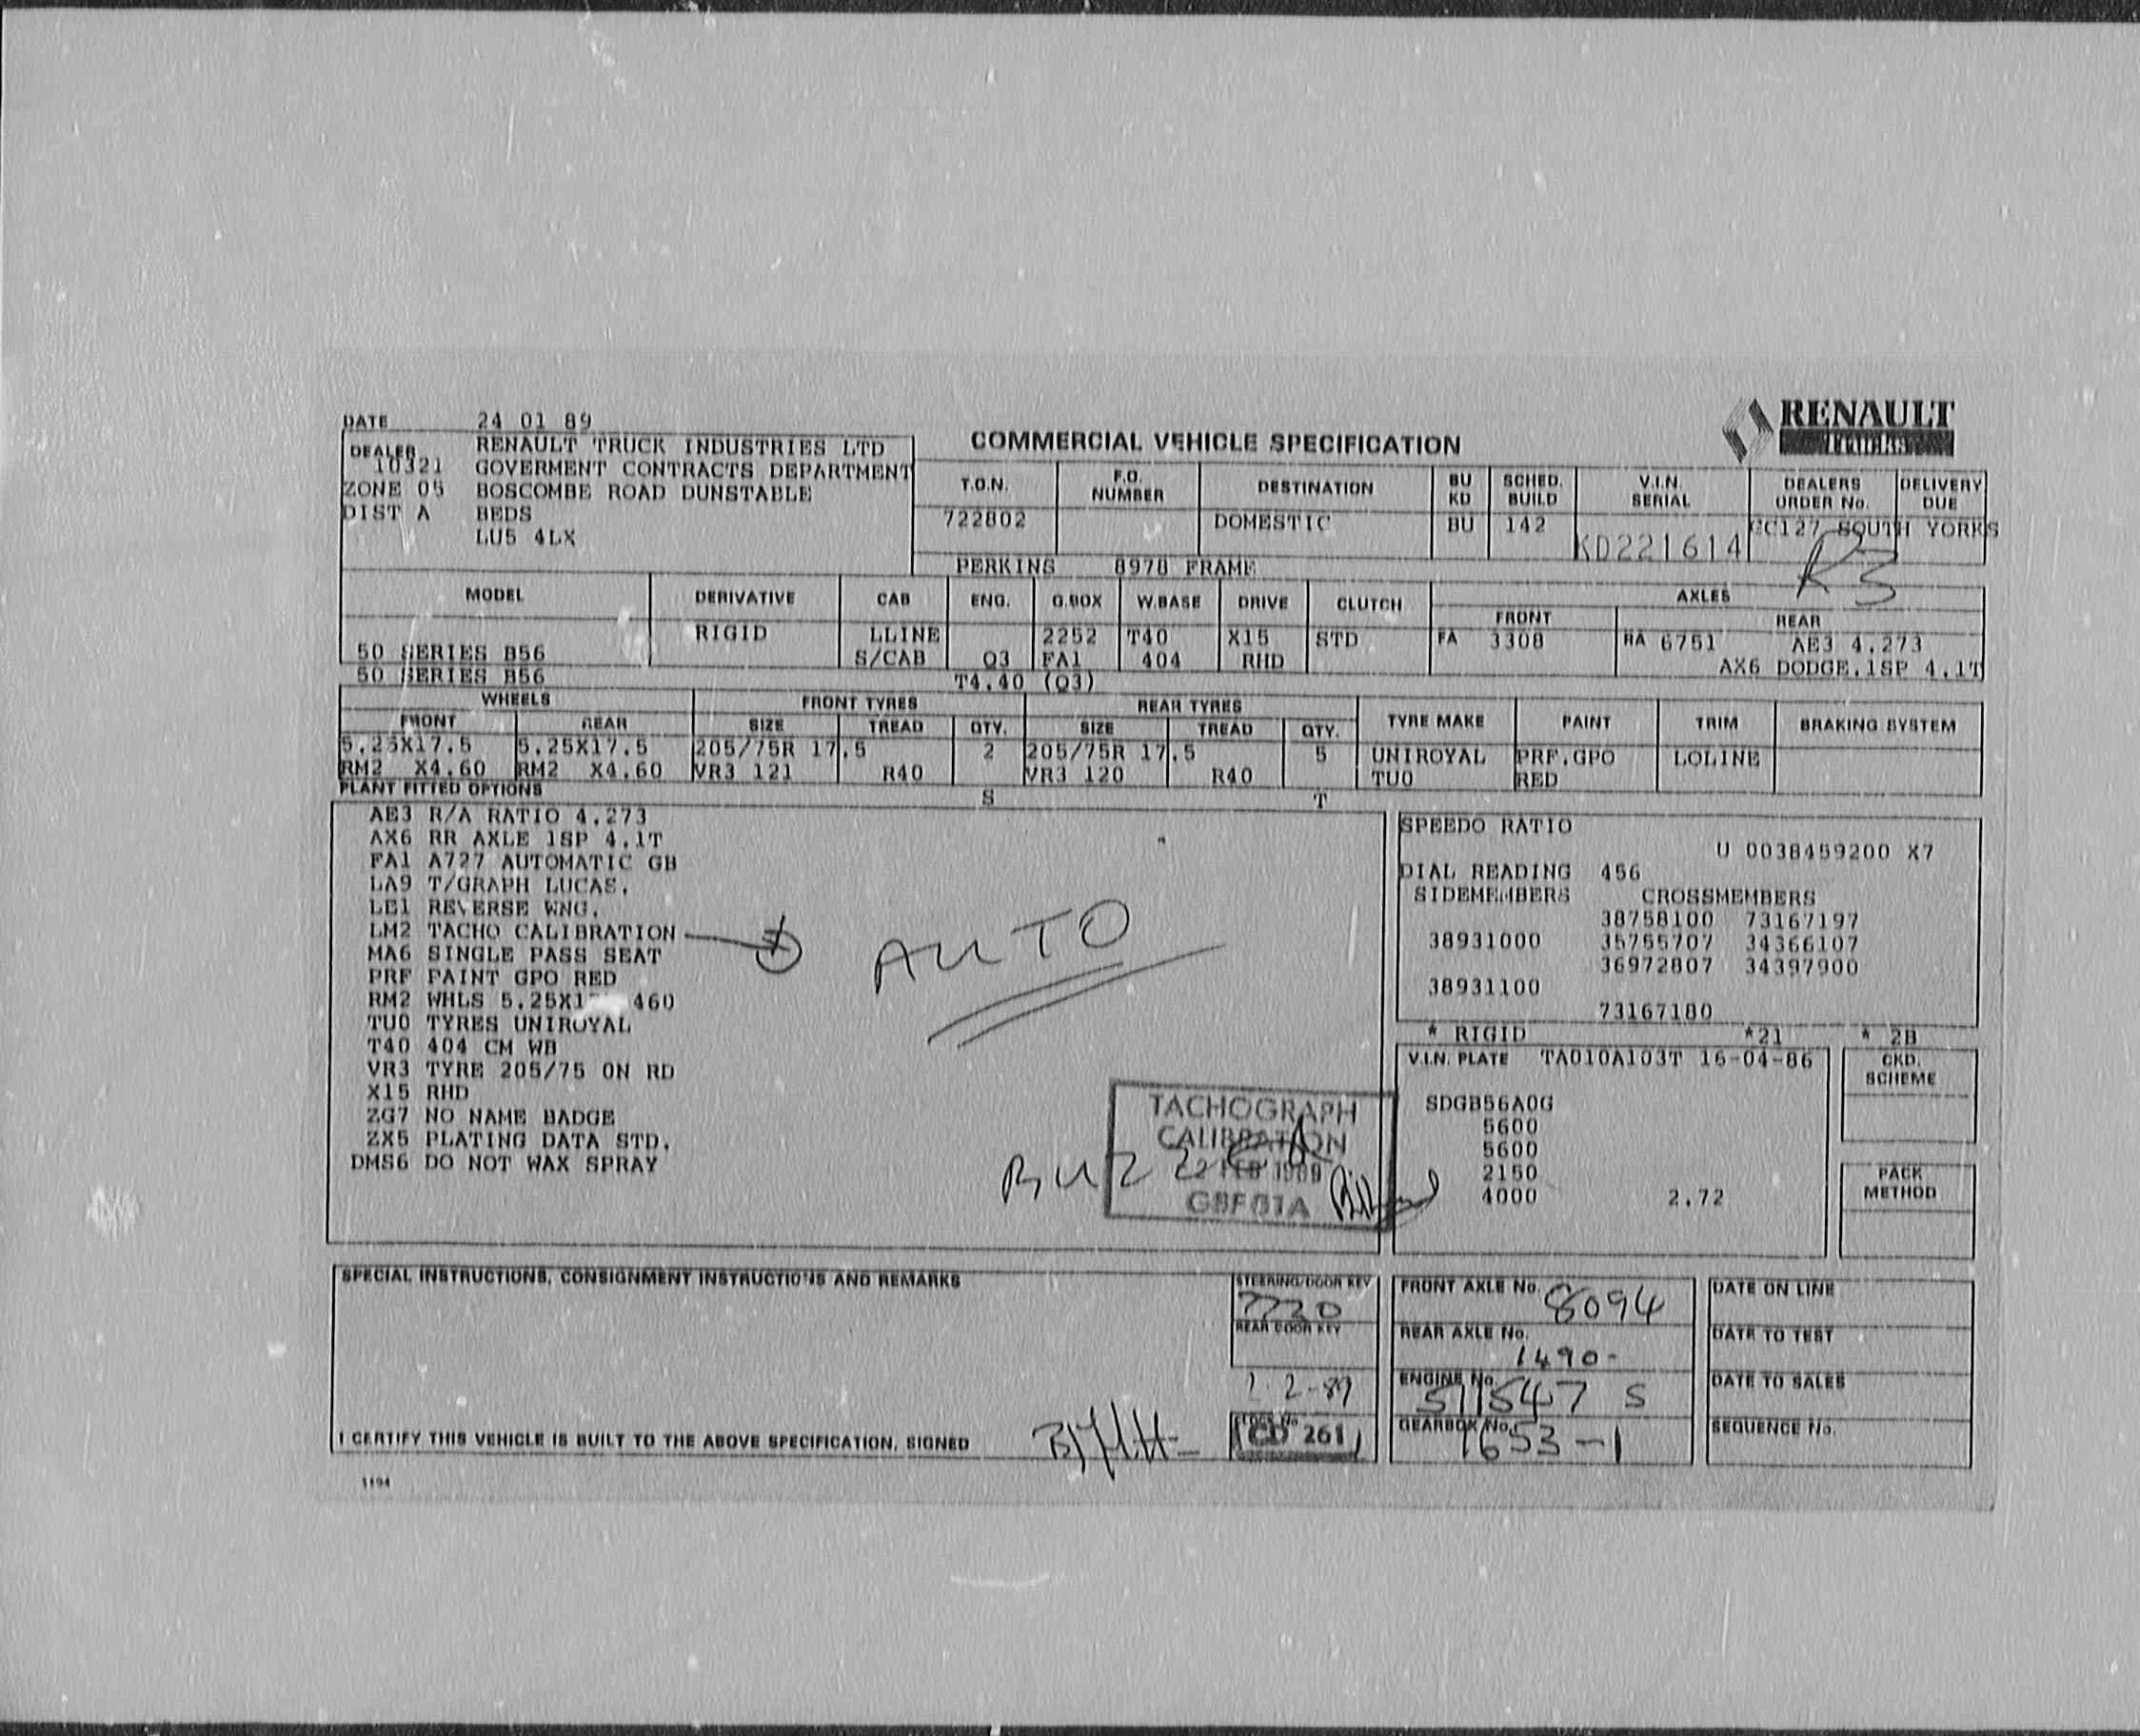 DATE 24 01 89
RENAULT
trucks
DEALER RENAULT TRUCK INDUSTRIES LTD
10321 GOVERMENT CONTRACTS DEPARTMENT
ZONE 05 BOSCOMBE ROAD DUNSTABLE
DIST A BEDS
LU5 4LX
COMMERCIAL VEHICLE SPECIFICATION
T.O.N. F.O. NUMBER DESTINATION BU KD SCHED. BUILD V.I.N. SERIAL DEALERS ORDER No. DELIVERY DUE
722802 DOMESTIC BU 142 KD221614 CC127 SOUTH YORKS
R3
PERKINS 8978 FRAME
MODEL DERIVATIVE CAB ENG. G.BOX W.BASE DRIVE CLUTCH AXLES
FRONT REAR
RIGID LLINE 2252 T40 X15 STD FA 3308 RA 6751 AE3 4.273
50 SERIES B56 S/CAB Q3 FA1 404 RHD AX6 DODGE.1SP 4.1T
50 SERIES B56 T4.40 (Q3)
WHEELS FRONT TYRES REAR TYRES
FRONT REAR SIZE TREAD QTY. SIZE TREAD QTY. TYRE MAKE PAINT TRIM BRAKING SYSTEM
5.25X17.5 5.25X17.5 205/75R 17.5 2 205/75R 17.5 5 UNIROYAL PRF.GPO LOLINE
RM2 X4.60 RM2 X4.60 VR3 121 R40 VR3 120 R40 TU0 RED
PLANT FITTED OPTIONS S T
AE3 R/A RATIO 4.273
AX6 RR AXLE 1SP 4.1T
FA1 A727 AUTOMATIC GB
LA9 T/GRAPH LUCAS.
LE1 REVERSE WNG.
LM2 TACHO CALIBRATION
MA6 SINGLE PASS SEAT
PRF PAINT GPO RED
RM2 WHLS 5.25X1 460
TU0 TYRES UNIROYAL
T40 404 CM WB
VR3 TYRE 205/75 ON RD
X15 RHD
ZG7 NO NAME BADGE
ZX5 PLATING DATA STD.
DMS6 DO NOT WAX SPRAY
AUTO
TACHOGRAPH
CALIBRATION
22 FEB 1989
SPEEDO RATIO
U 0038459200 X7
DIAL READING 456
SIDEMEMBERS CROSSMEMBERS
38758100 73167197
38931000 35755707 34366107
36972807 34397900
38931100
73167180
* RIGID *21 * 2B
V.I.N. PLATE TA010A103T 16-04-86
SDGB56A0G
5600
5600
2150
4000 2.72
CKD. SCHEME
PACK METHOD
SPECIAL INSTRUCTIONS, CONSIGNMENT INSTRUCTIONS AND REMARKS
STEERING/DOOR KEY
7720
REAR DOOR KEY
2-89
CD 261
FRONT AXLE No. 8094
REAR AXLE No. 1490-
ENGINE No. 511547 S
GEARBOX No. 1653-1
DATE ON LINE
DATE TO TEST
DATE TO SALES
SEQUENCE No.
I CERTIFY THIS VEHICLE IS BUILT TO THE ABOVE SPECIFICATION. SIGNED
1194